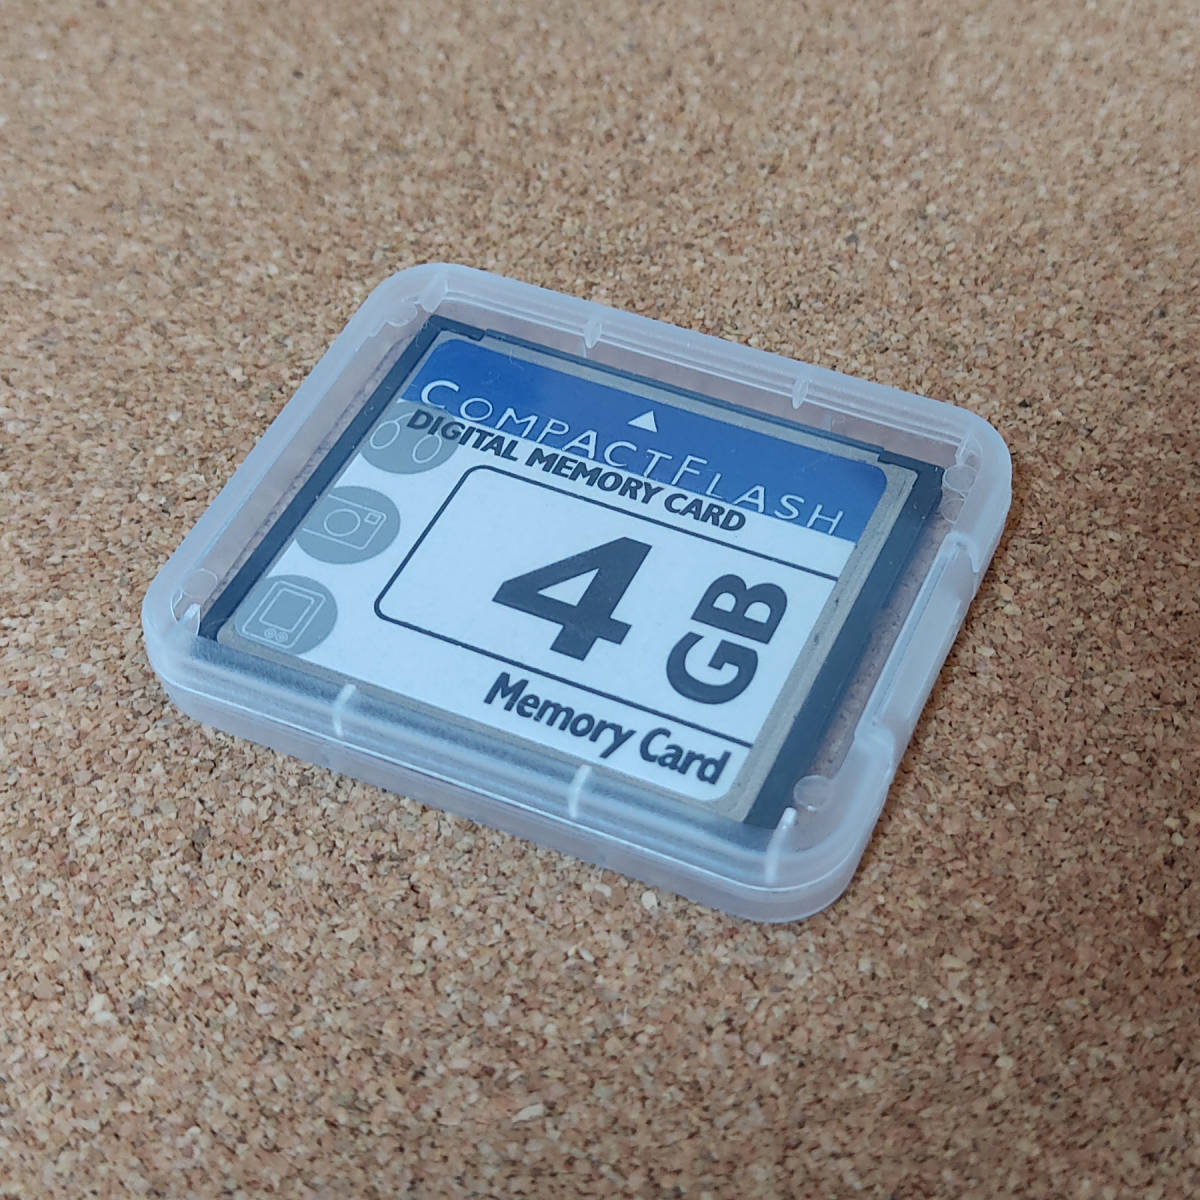 COMPACTFLASH
DIGITAL MEMORY CARD
4
GB
Memory Card